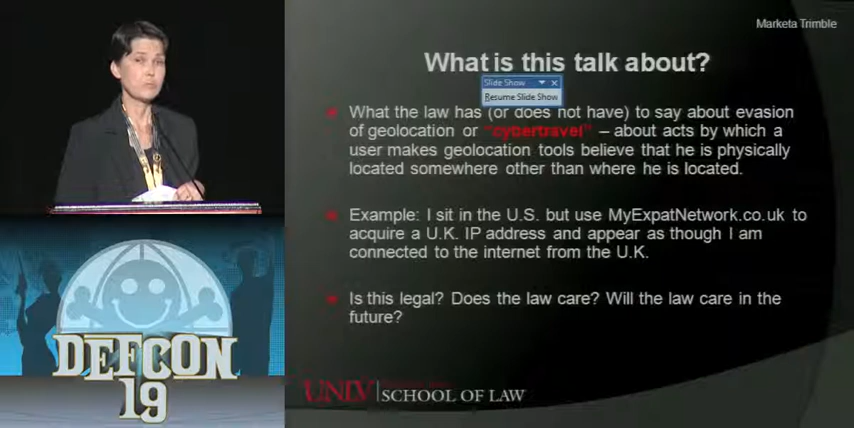 Marketa Trimble
What is this talk about?
Slide Show
Resume Slide Show
What the law has (or does not have) to say about evasion
of geolocation or "cybertravel" – about acts by which a
user makes geolocation tools believe that he is physically
located somewhere other than where he is located.
Example: I sit in the U.S. but use MyExpatNetwork.co.uk to
acquire a U.K. IP address and appear as though I am
connected to the internet from the U.K.
Is this legal? Does the law care? Will the law care in the
future?
UNLV SCHOOL OF LAW
DEFCON
19